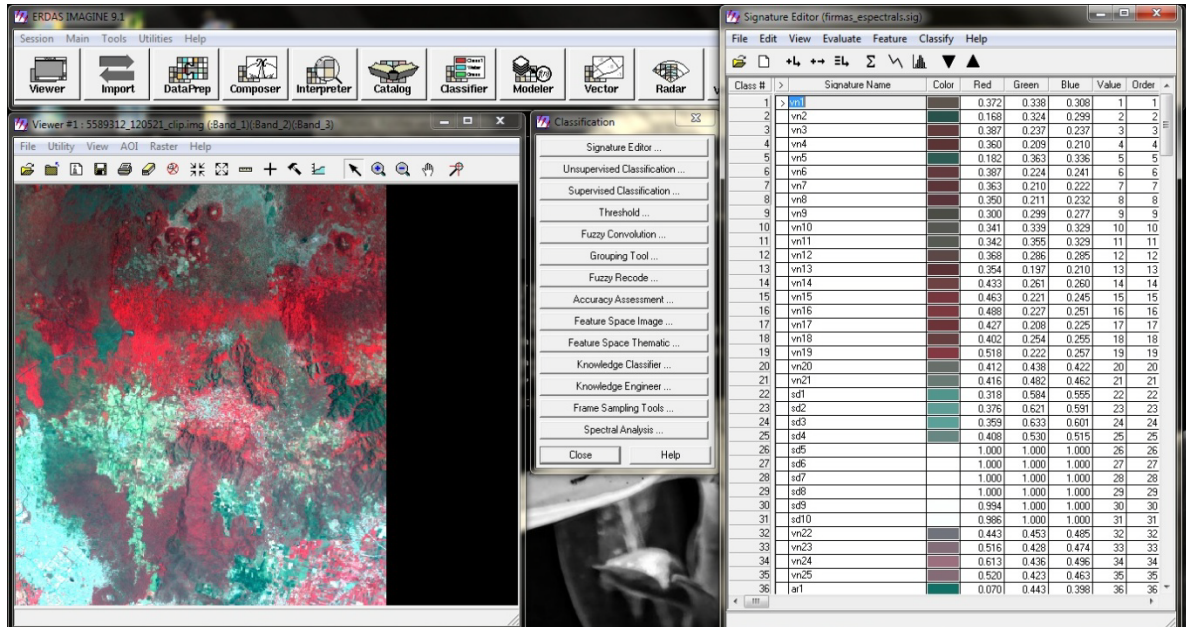 ERDAS IMAGINE 9.1
Session Main Tools Utilities Help
Viewer Import DataPrep Composer Interpreter Catalog Classifier Modeler Vector Radar
Viewer #1 : 5589312_120521_clip.img (:Band_1)(:Band_2)(:Band_3)
File Utility View AOI Raster Help
Classification
Signature Editor ...
Unsupervised Classification ...
Supervised Classification ...
Threshold ...
Fuzzy Convolution ...
Grouping Tool ...
Fuzzy Recode ...
Accuracy Assessment ...
Feature Space Image ...
Feature Space Thematic ...
Knowledge Classifier ...
Knowledge Engineer ...
Frame Sampling Tools ...
Spectral Analysis ...
Close Help
Signature Editor (firmas_espectrals.sig)
File Edit View Evaluate Feature Classify Help
Class # > Signature Name Color Red Green Blue Value Order
1 > vn1 0.372 0.338 0.308 1 1
2 vn2 0.168 0.324 0.299 2 2
3 vn3 0.387 0.237 0.237 3 3
4 vn4 0.360 0.209 0.210 4 4
5 vn5 0.182 0.363 0.336 5 5
6 vn6 0.387 0.224 0.241 6 6
7 vn7 0.363 0.210 0.222 7 7
8 vn8 0.350 0.211 0.232 8 8
9 vn9 0.300 0.299 0.277 9 9
10 vn10 0.341 0.339 0.329 10 10
11 vn11 0.342 0.355 0.329 11 11
12 vn12 0.368 0.286 0.285 12 12
13 vn13 0.354 0.197 0.210 13 13
14 vn14 0.433 0.261 0.260 14 14
15 vn15 0.463 0.221 0.245 15 15
16 vn16 0.488 0.227 0.251 16 16
17 vn17 0.427 0.208 0.225 17 17
18 vn18 0.402 0.254 0.255 18 18
19 vn19 0.518 0.222 0.257 19 19
20 vn20 0.412 0.438 0.422 20 20
21 vn21 0.416 0.482 0.462 21 21
22 sd1 0.318 0.584 0.555 22 22
23 sd2 0.376 0.621 0.591 23 23
24 sd3 0.359 0.633 0.601 24 24
25 sd4 0.408 0.530 0.515 25 25
26 sd5 1.000 1.000 1.000 26 26
27 sd6 1.000 1.000 1.000 27 27
28 sd7 1.000 1.000 1.000 28 28
29 sd8 1.000 1.000 1.000 29 29
30 sd9 0.994 1.000 1.000 30 30
31 sd10 0.986 1.000 1.000 31 31
32 vn22 0.443 0.453 0.485 32 32
33 vn23 0.516 0.428 0.474 33 33
34 vn24 0.613 0.436 0.496 34 34
35 vn25 0.520 0.423 0.463 35 35
36 ar1 0.070 0.443 0.398 36 36